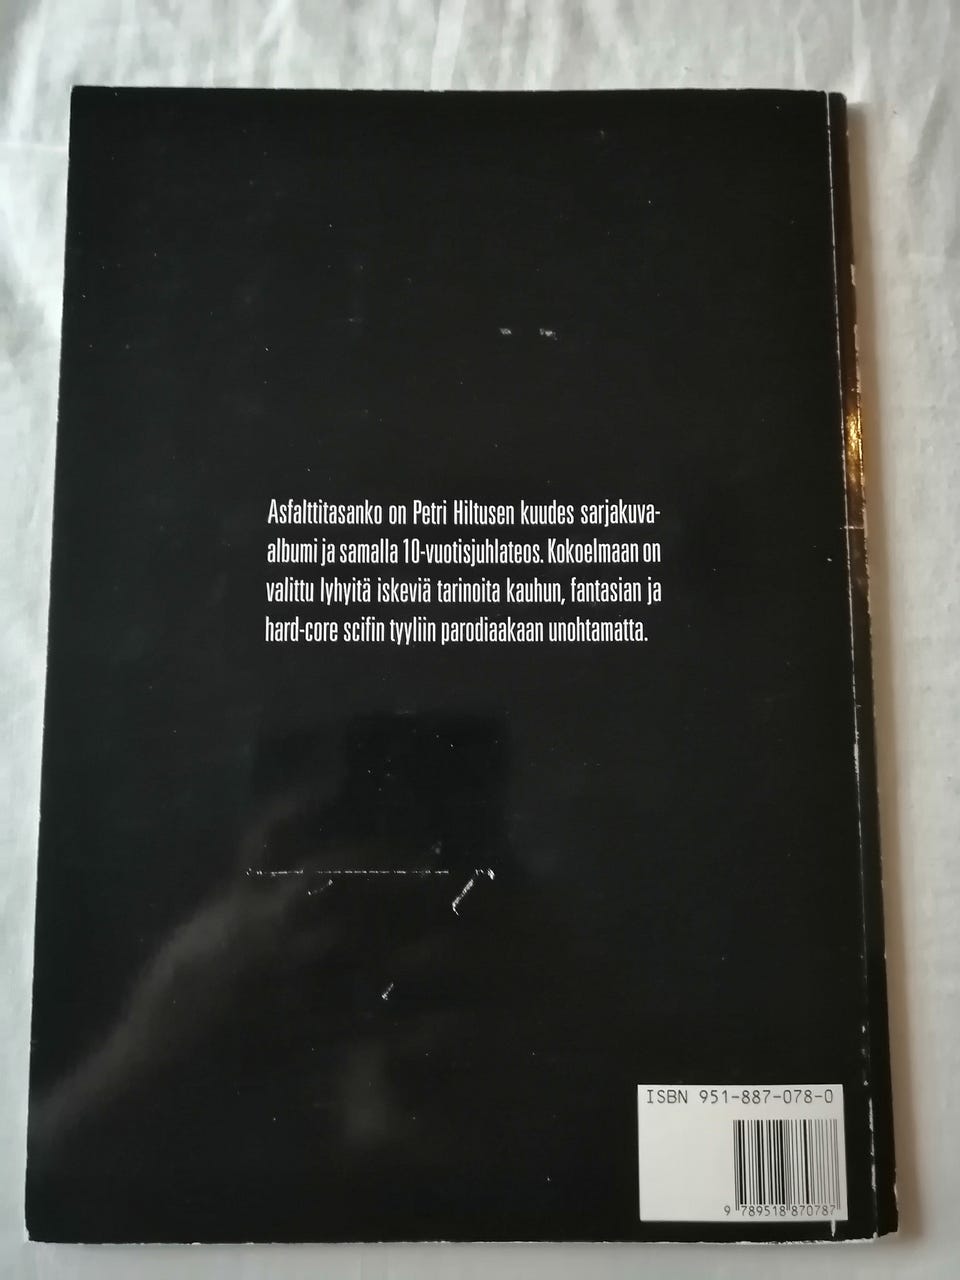 Asfalttitasanko on Petri Hiltusen kuudes sarjakuva-
albumi ja samalla 10-vuotisjuhlateos. Kokoelmaan on
valittu lyhyitä iskeviä tarinoita kauhun, fantasian ja
hard-core scifin tyyliin parodiaakaan unohtamatta.
ISBN 951-887-078-0
9 789518 870787